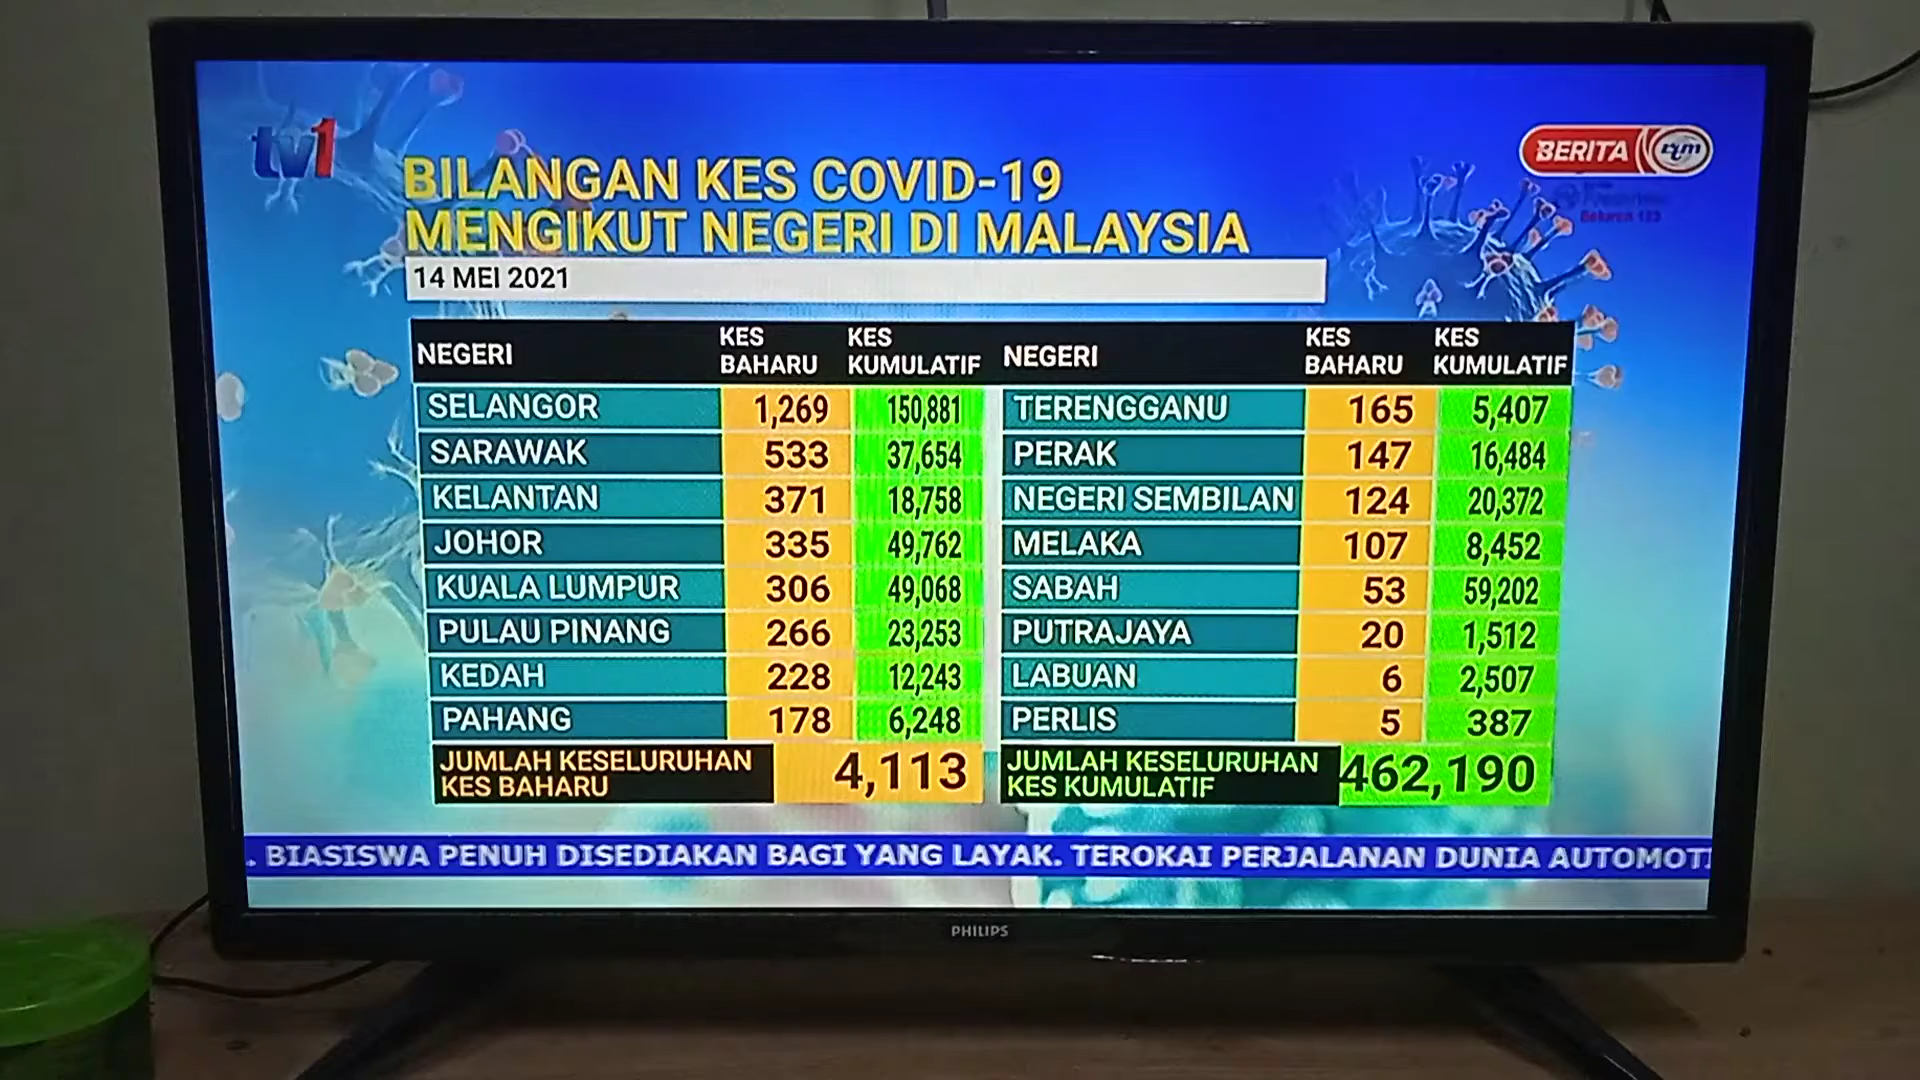 tv1
BERITA rtm
BILANGAN KES COVID-19
MENGIKUT NEGERI DI MALAYSIA
14 MEI 2021
NEGERI KES BAHARU KES KUMULATIF NEGERI KES BAHARU KES KUMULATIF
SELANGOR 1,269 150,881 TERENGGANU 165 5,407
SARAWAK 533 37,654 PERAK 147 16,484
KELANTAN 371 18,758 NEGERI SEMBILAN 124 20,372
JOHOR 335 49,762 MELAKA 107 8,452
KUALA LUMPUR 306 49,068 SABAH 53 59,202
PULAU PINANG 266 23,253 PUTRAJAYA 20 1,512
KEDAH 228 12,243 LABUAN 6 2,507
PAHANG 178 6,248 PERLIS 5 387
JUMLAH KESELURUHAN KES BAHARU 4,113 JUMLAH KESELURUHAN KES KUMULATIF 462,190
. BIASISWA PENUH DISEDIAKAN BAGI YANG LAYAK. TEROKAI PERJALANAN DUNIA AUTOMOT
PHILIPS